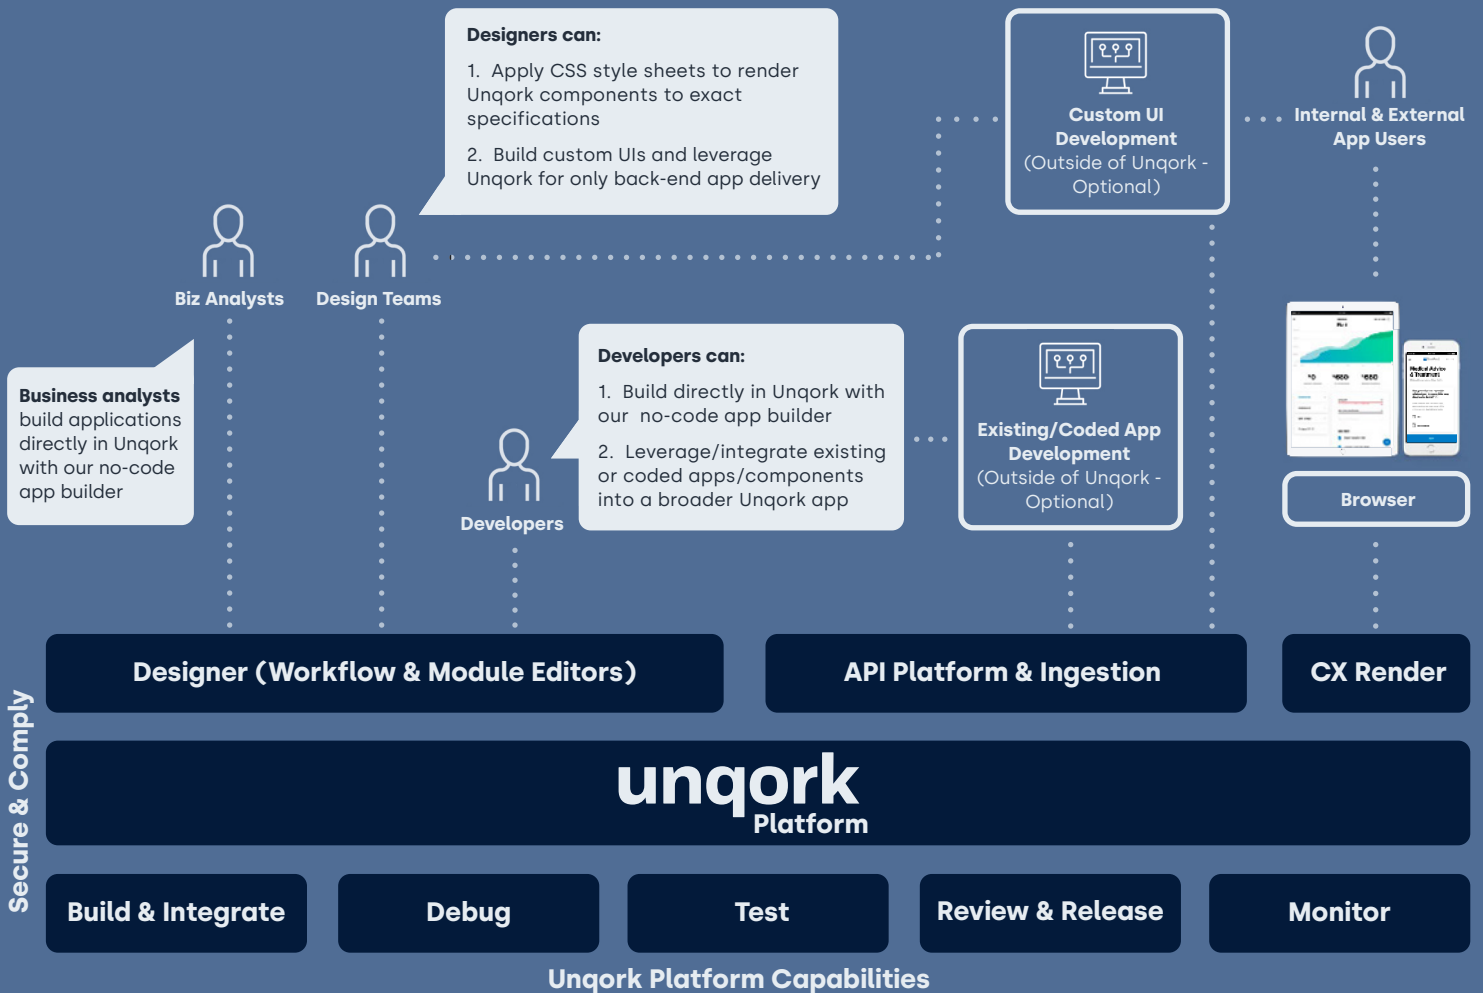 Designers can:
1. Apply CSS style sheets to render
Unqork components to exact
specifications
2. Build custom UIs and leverage
Unqork for only back-end app delivery
Custom UI
Development
(Outside of Unqork -
Optional)
Internal & External
App Users
Biz Analysts
Design Teams
Business analysts
build applications
directly in Unqork
with our no-code
app builder
Developers
Developers can:
1. Build directly in Unqork with
our no-code app builder
2. Leverage/integrate existing
or coded apps/components
into a broader Unqork app
Existing/Coded App
Development
(Outside of Unqork -
Optional)
Medical Advice
& Treatment
Browser
Designer (Workflow & Module Editors)
API Platform & Ingestion
CX Render
Secure & Comply
unqork
Platform
Build & Integrate
Debug
Test
Review & Release
Monitor
Unqork Platform Capabilities